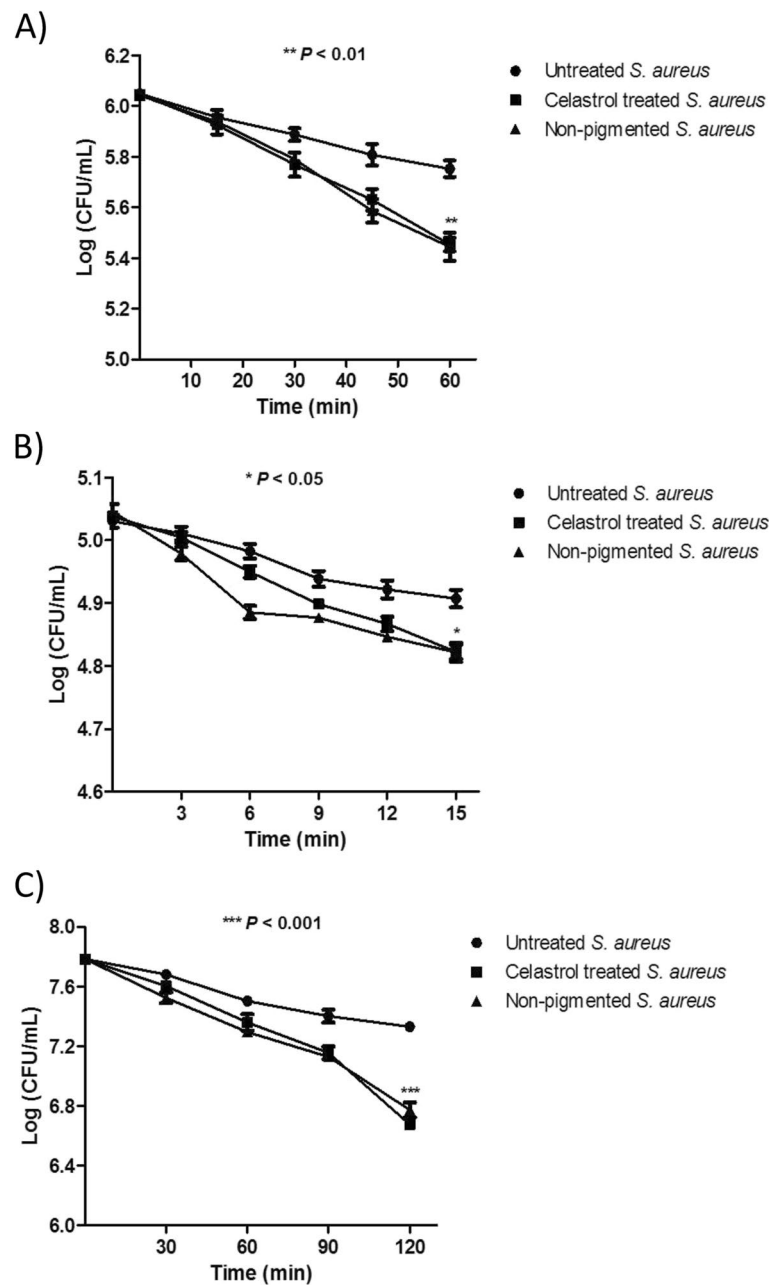 A)
** P < 0.01
6.2
6.0
5.8
5.6
5.4
5.2
5.0
Log (CFU/mL)
**
10 20 30 40 50 60
Time (min)
Untreated S. aureus
Celastrol treated S. aureus
Non-pigmented S. aureus
B)
* P < 0.05
5.1
5.0
4.9
4.8
4.7
4.6
Log (CFU/mL)
*
3 6 9 12 15
Time (min)
Untreated S. aureus
Celastrol treated S. aureus
Non-pigmented S. aureus
C)
*** P < 0.001
8.0
7.6
7.2
6.8
6.4
6.0
Log (CFU/mL)
***
30 60 90 120
Time (min)
Untreated S. aureus
Celastrol treated S. aureus
Non-pigmented S. aureus